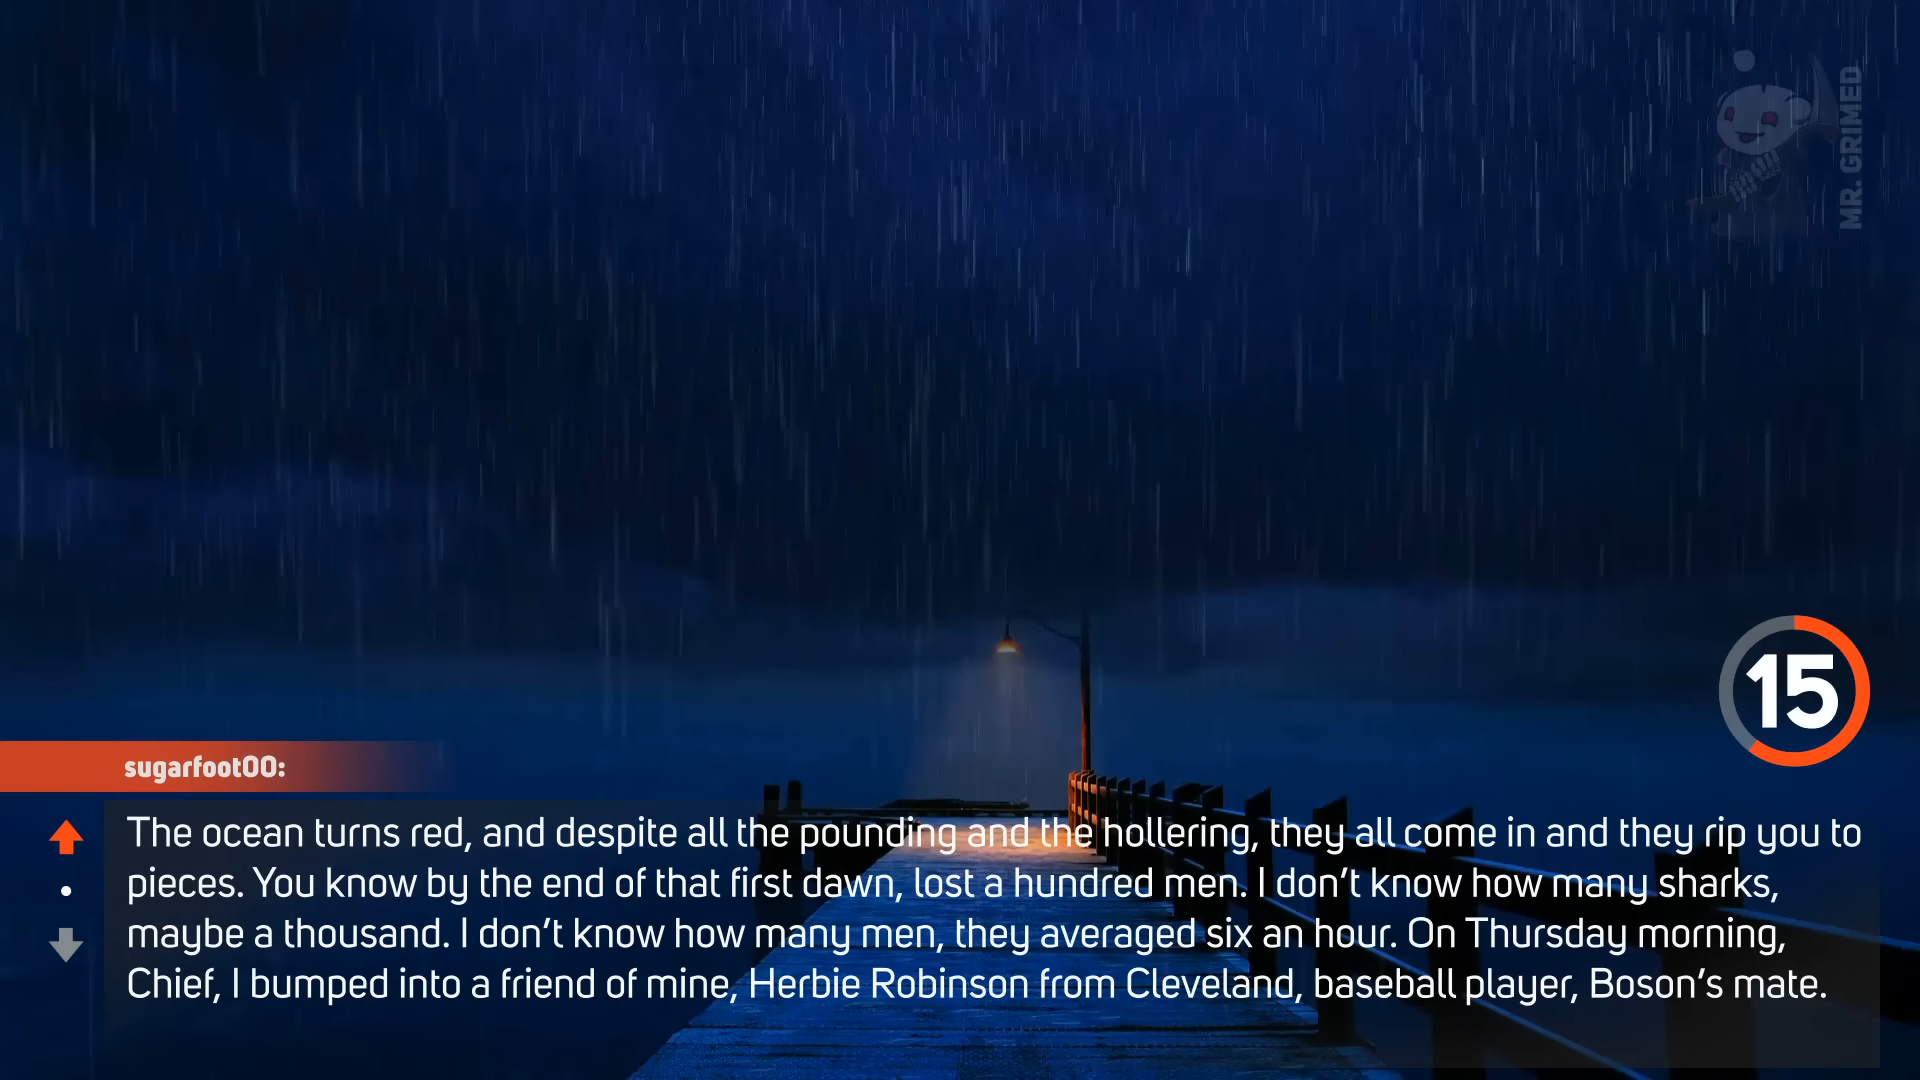 MR. GRIMED
15
sugarfoot00:
The ocean turns red, and despite all the pounding and the hollering, they all come in and they rip you to
pieces. You know by the end of that first dawn, lost a hundred men. I don't know how many sharks,
maybe a thousand. I don't know how many men, they averaged six an hour. On Thursday morning,
Chief, I bumped into a friend of mine, Herbie Robinson from Cleveland, baseball player, Boson's mate.